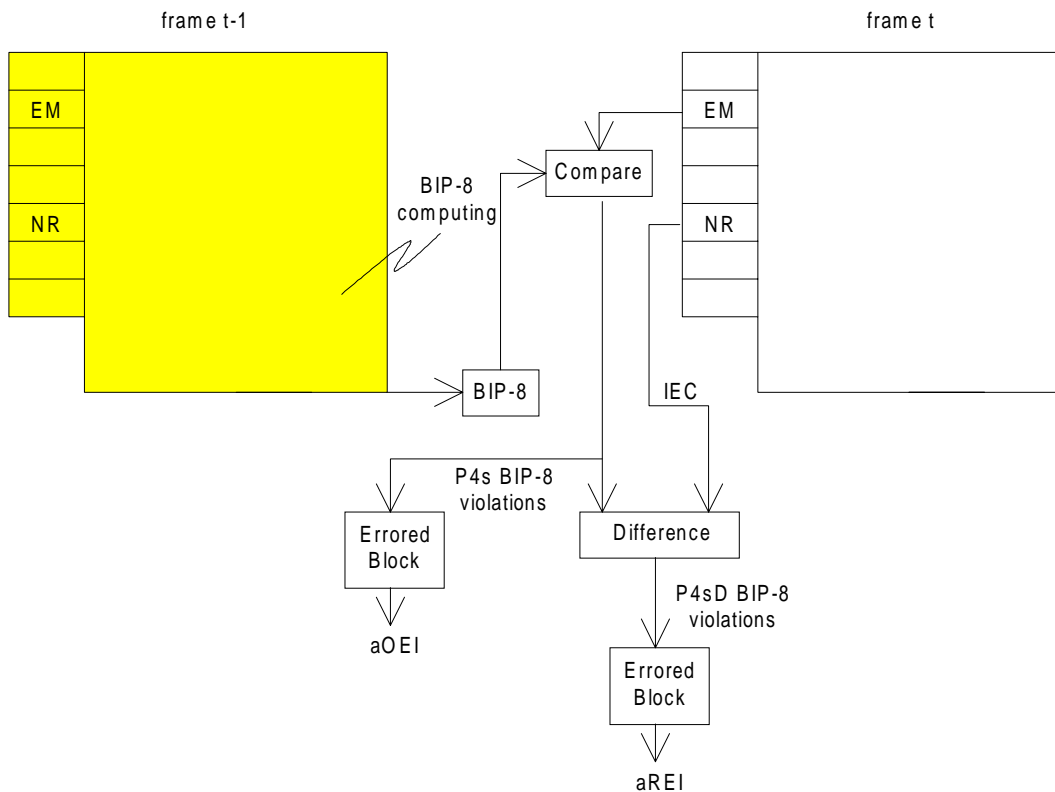 frame t-1
frame t
EM
EM
Compare
BIP-8
computing
NR
NR
BIP-8
IEC
P4s BIP-8
violations
Errored
Block
Difference
P4sD BIP-8
violations
aOEI
Errored
Block
aREI